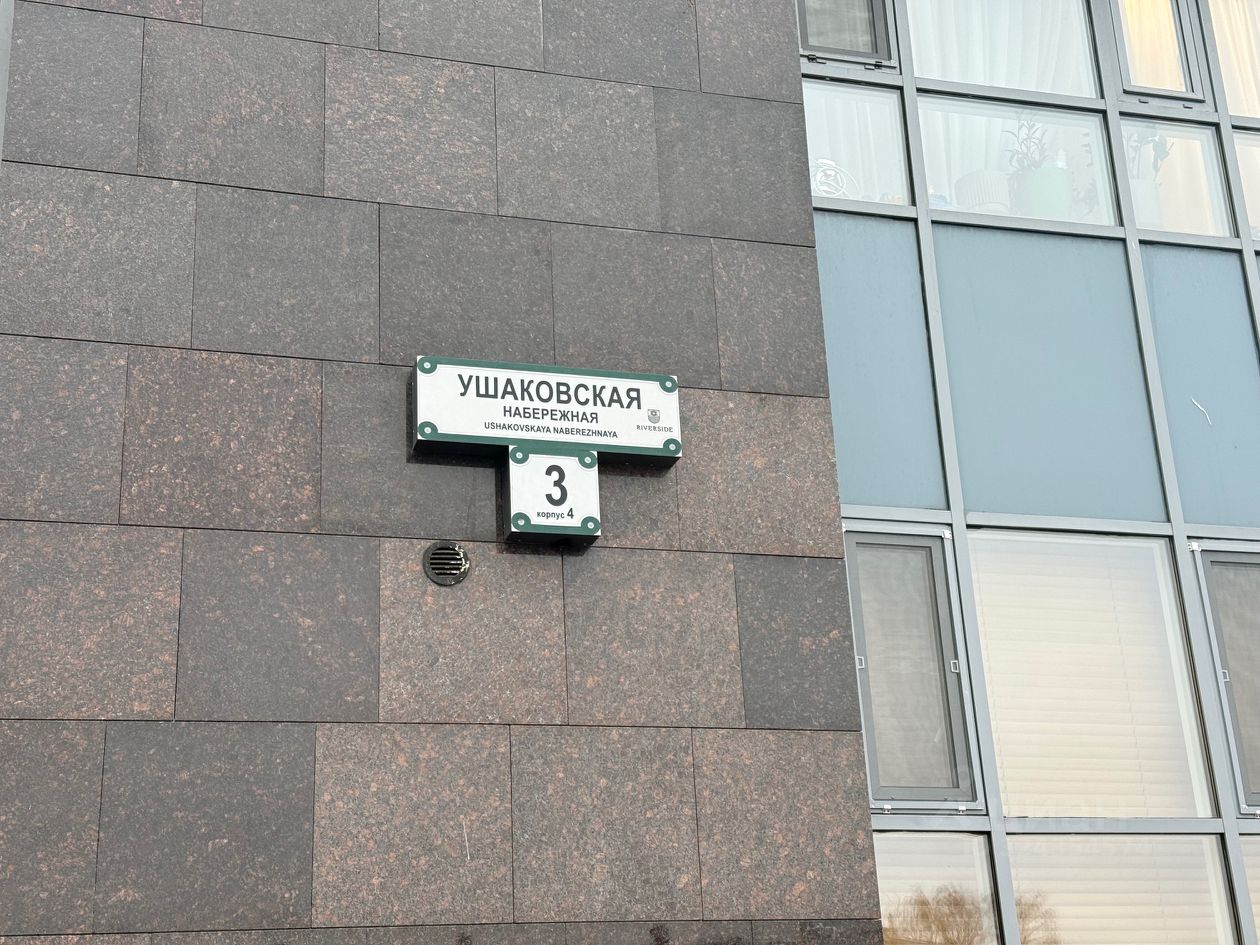 УШАКОВСКАЯ
НАБЕРЕЖНАЯ
USHAKOVSKAYA NABEREZHNAYA
RIVERSIDE
3
корпус 4